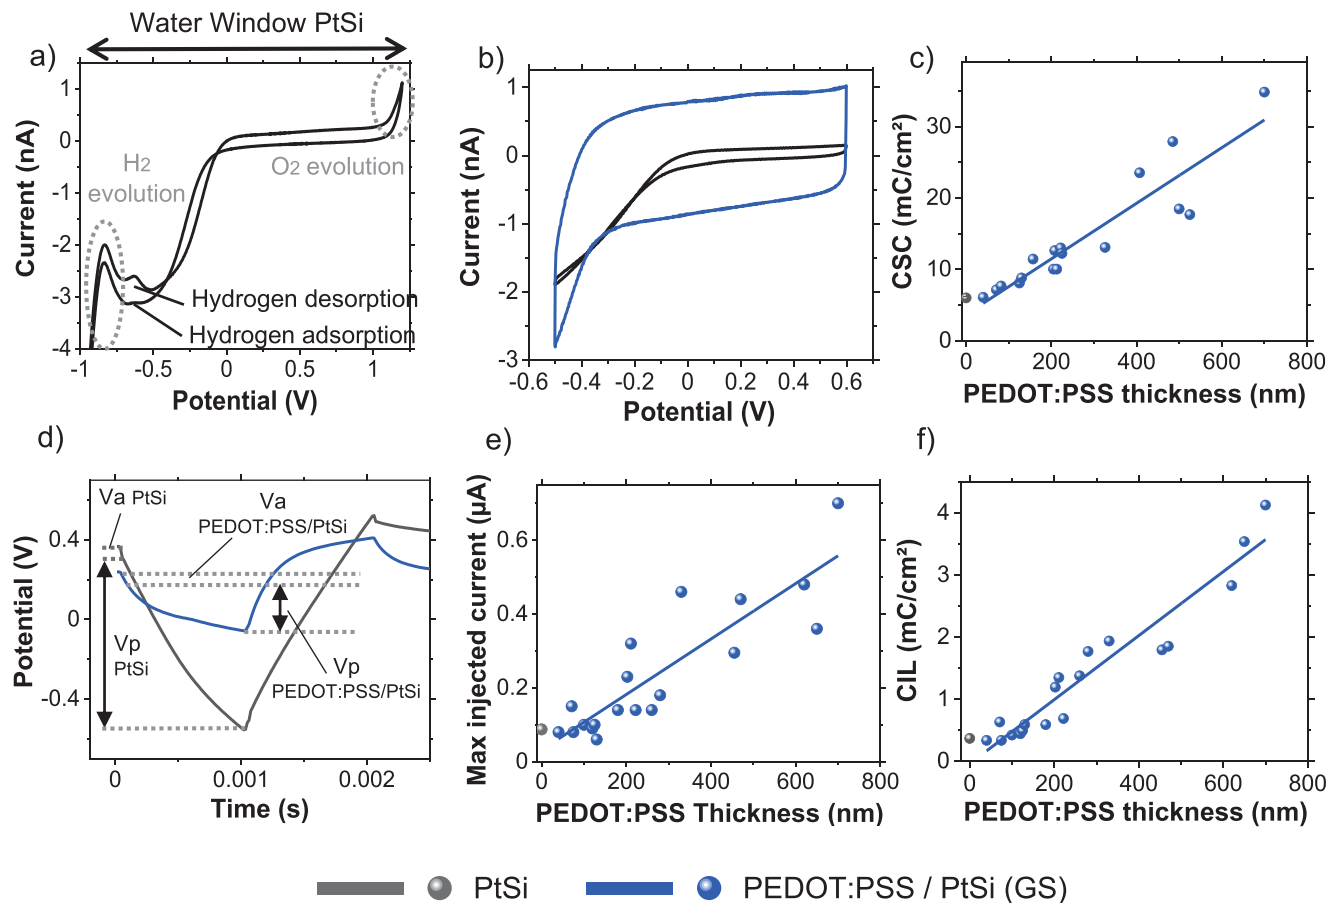 Water Window PtSi
a)
1
0
-1
-2
-3
-4
Current (nA)
H2
evolution
O2 evolution
Hydrogen desorption
Hydrogen adsorption
-1
-0.5
0
0.5
1
Potential (V)
b)
1
0
-1
-2
-3
Current (nA)
-0.6
-0.4
-0.2
0
0.2
0.4
0.6
Potential (V)
c)
30
20
10
0
CSC (mC/cm²)
0
200
400
600
800
PEDOT:PSS thickness (nm)
d)
Va PtSi
Va
PEDOT:PSS/PtSi
0.4
0
-0.4
Potential (V)
Vp
PtSi
Vp
PEDOT:PSS/PtSi
0
0.001
0.002
Time (s)
e)
0.6
0.4
0.2
0
Max injected current (µA)
0
200
400
600
800
PEDOT:PSS Thickness (nm)
f)
4
3
2
1
0
CIL (mC/cm²)
0
200
400
600
800
PEDOT:PSS thickness (nm)
PtSi
PEDOT:PSS / PtSi (GS)